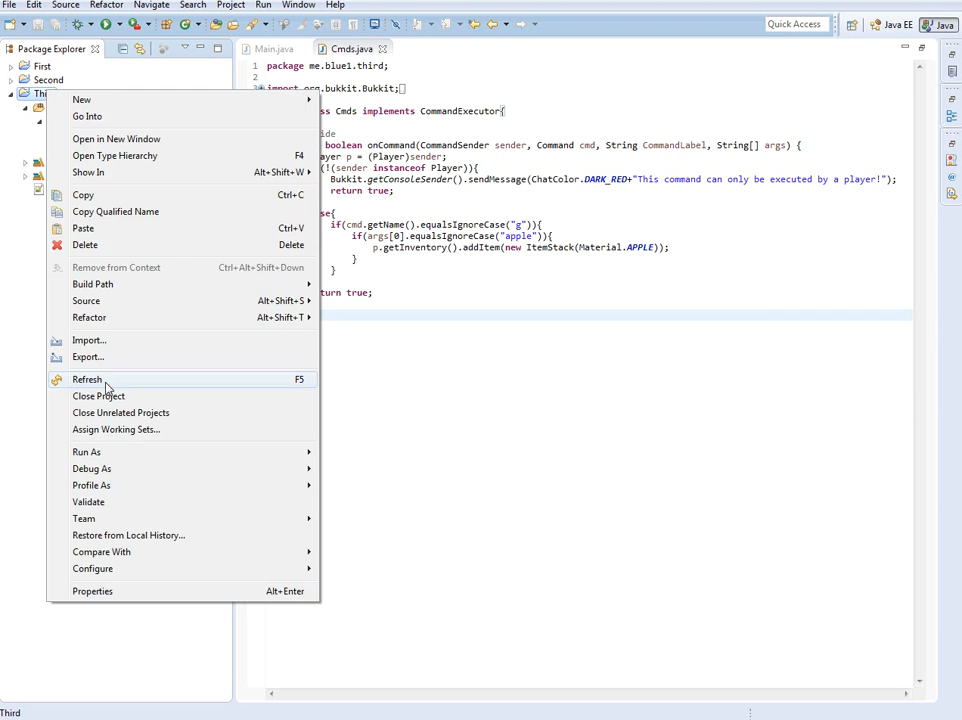 File Edit Source Refactor Navigate Search Project Run Window Help
Quick Access Java EE Java
Package Explorer Main.java Cmds.java
First
Second
Thi
New
Go Into
Open in New Window
Open Type Hierarchy F4
Show In Alt+Shift+W
Copy Ctrl+C
Copy Qualified Name
Paste Ctrl+V
Delete Delete
Remove from Context Ctrl+Alt+Shift+Down
Build Path
Source Alt+Shift+S
Refactor Alt+Shift+T
Import...
Export...
Refresh F5
Close Project
Close Unrelated Projects
Assign Working Sets...
Run As
Debug As
Profile As
Validate
Team
Restore from Local History...
Compare With
Configure
Properties Alt+Enter
1 package me.blue1.third;
2
import org.bukkit.Bukkit;
ss Cmds implements CommandExecutor{
ide
boolean onCommand(CommandSender sender, Command cmd, String CommandLabel, String[] args) {
ayer p = (Player)sender;
(!(sender instanceof Player)){
Bukkit.getConsoleSender().sendMessage(ChatColor.DARK_RED+"This command can only be executed by a player!");
return true;
se{
if(cmd.getName().equalsIgnoreCase("g")){
if(args[0].equalsIgnoreCase("apple")){
p.getInventory().addItem(new ItemStack(Material.APPLE));
}
}
turn true;
Third